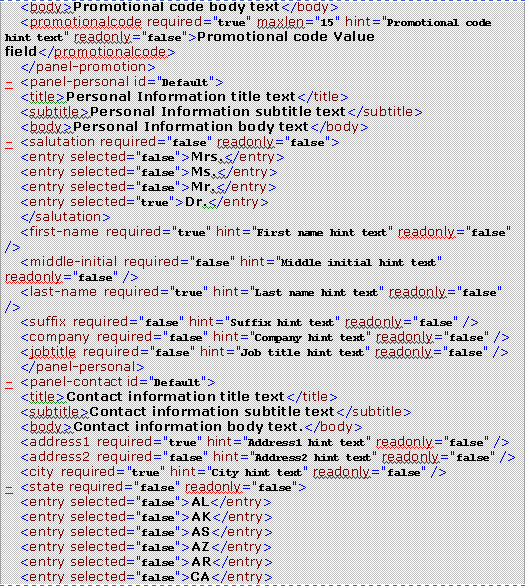 <body>Promotional code body text</body>
<promotionalcode required="true" maxlen="15" hint="Promotional code
hint text" readonly="false">Promotional code Value
field</promotionalcode>
</panel-promotion>
- <panel-personal id="Default">
<title>Personal Information title text</title>
<subtitle>Personal Information subtitle text</subtitle>
<body>Personal Information body text</body>
- <salutation required="false" readonly="false">
<entry selected="false">Mrs.</entry>
<entry selected="false">Ms.</entry>
<entry selected="false">Mr.</entry>
<entry selected="true">Dr.</entry>
</salutation>
<first-name required="true" hint="First name hint text" readonly="false"
/>
<middle-initial required="false" hint="Middle initial hint text"
readonly="false" />
<last-name required="true" hint="Last name hint text" readonly="false"
/>
<suffix required="false" hint="Suffix hint text" readonly="false" />
<company required="false" hint="Company hint text" readonly="false" />
<jobtitle required="false" hint="Job title hint text" readonly="false" />
</panel-personal>
- <panel-contact id="Default">
<title>Contact information title text</title>
<subtitle>Contact information subtitle text</subtitle>
<body>Contact information body text.</body>
<address1 required="true" hint="Address1 hint text" readonly="false" />
<address2 required="false" hint="Address2 hint text" readonly="false" />
<city required="true" hint="City hint text" readonly="false" />
- <state required="false" readonly="false">
<entry selected="false">AL</entry>
<entry selected="false">AK</entry>
<entry selected="false">AS</entry>
<entry selected="false">AZ</entry>
<entry selected="false">AR</entry>
<entry selected="false">CA</entry>